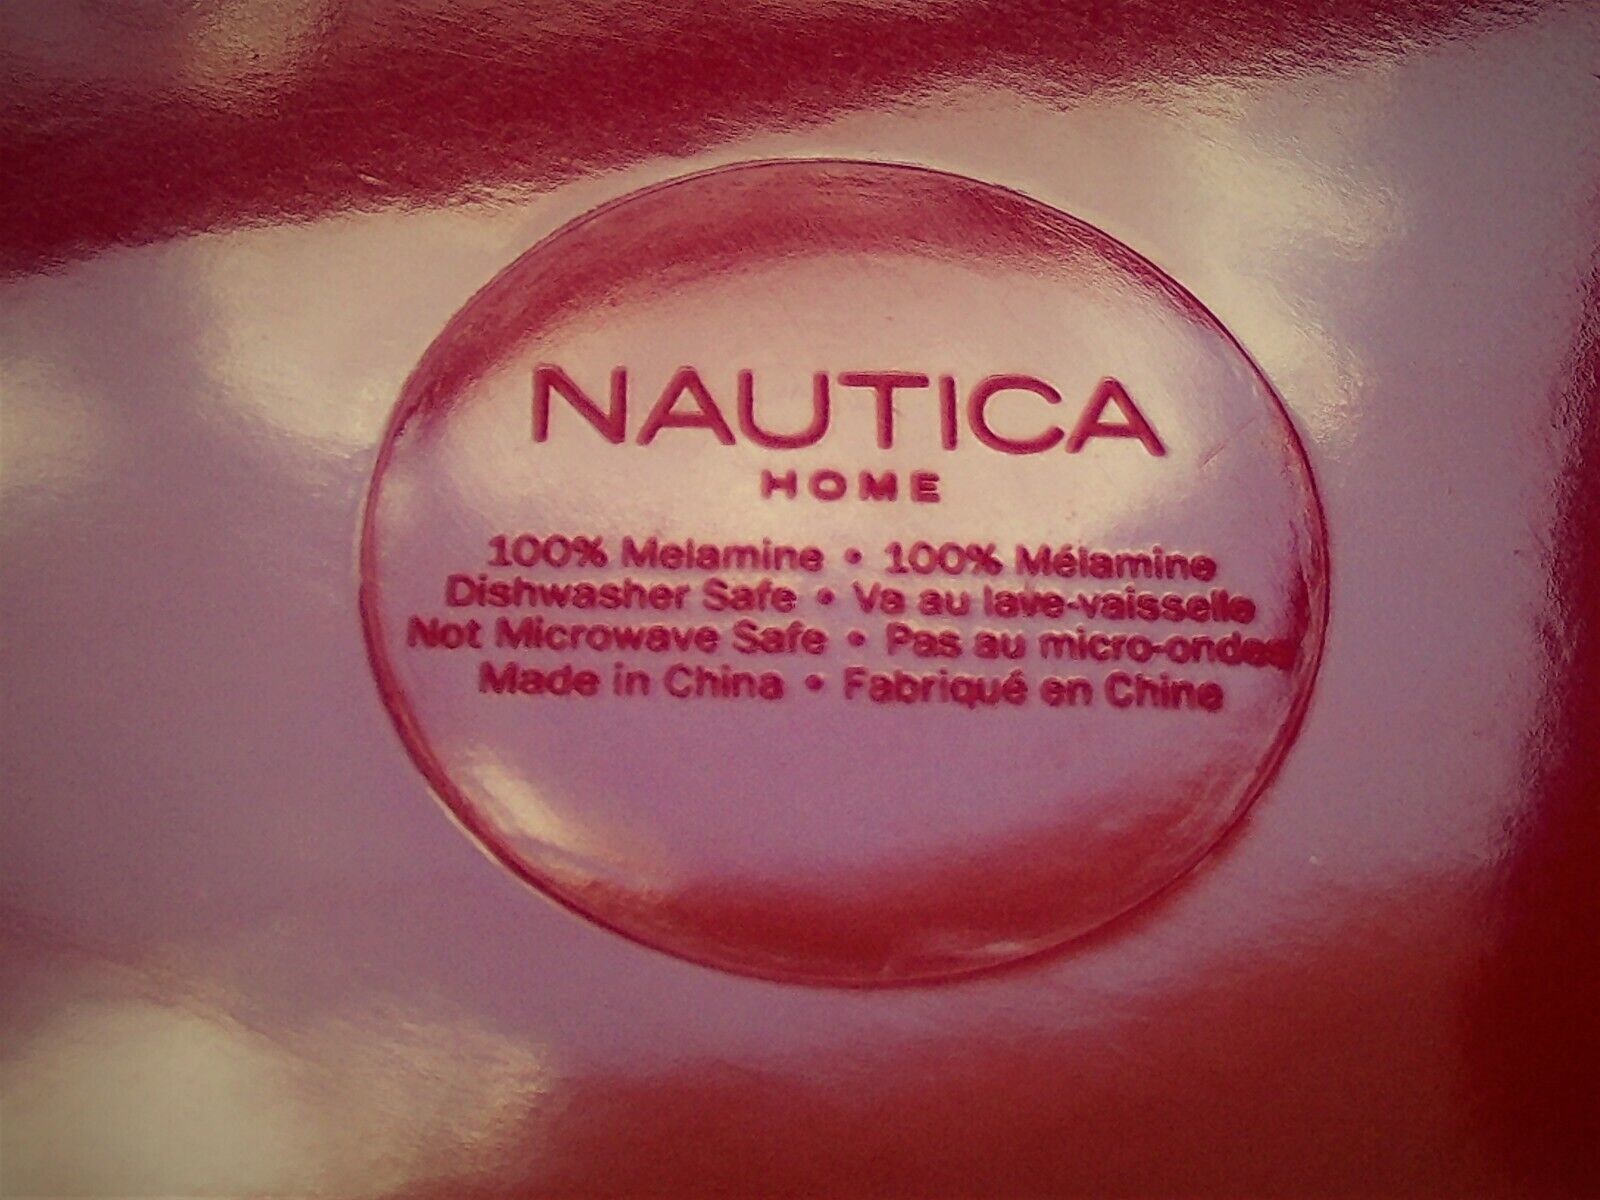 NAUTICA
HOME
100% Melamine • 100% Mélamine
Dishwasher Safe • Va au lave-vaisselle
Not Microwave Safe • Pas au micro-ondes
Made in China • Fabriqué en Chine